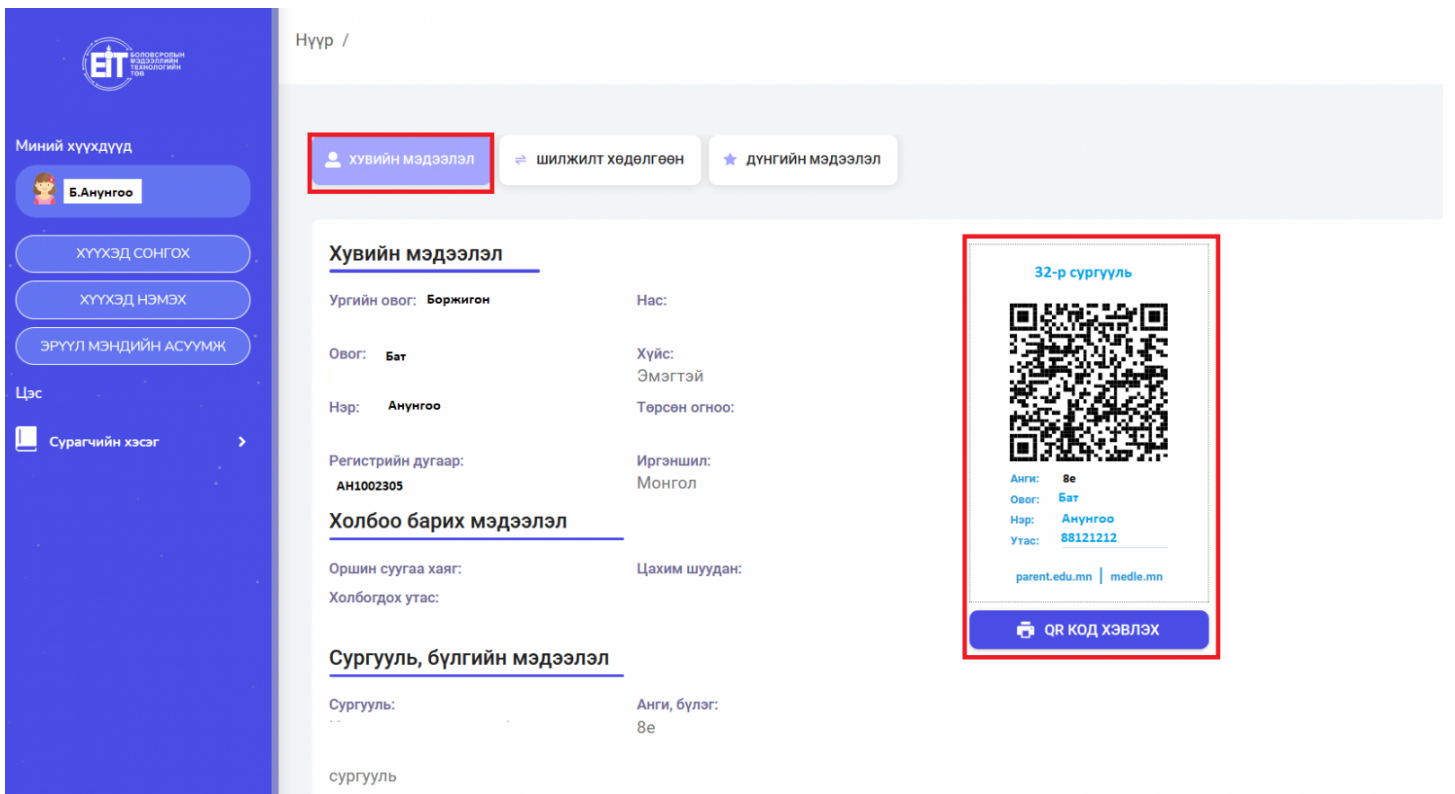 EIT
БОЛОВСРОЛЫН
МЭДЭЭЛЛИЙН
ТЕХНОЛОГИЙН
ТӨВ
Нүүр /
Миний хүүхдүүд
Б.Анунгоо
ХҮҮХЭД СОНГОХ
ХҮҮХЭД НЭМЭХ
ЭРҮҮЛ МЭНДИЙН АСУУМЖ
Цэс
Сурагчийн хэсэг
ХУВИЙН МЭДЭЭЛЭЛ
ШИЛЖИЛТ ХӨДӨЛГӨӨН
ДҮНГИЙН МЭДЭЭЛЭЛ
Хувийн мэдээлэл
Ургийн овог: Боржигон
Нас:
Овог: Бат
Хүйс:
Эмэгтэй
Нэр: Анунгоо
Төрсөн огноо:
Регистрийн дугаар:
АН1002305
Иргэншил:
Монгол
Холбоо барих мэдээлэл
Оршин суугаа хаяг:
Цахим шуудан:
Холбогдох утас:
Сургууль, бүлгийн мэдээлэл
Сургууль:
Анги, бүлэг:
8е
сургууль
32-р сургууль
Анги: 8е
Овог: Бат
Нэр: Анунгоо
Утас: 88121212
parent.edu.mn | medle.mn
QR КОД ХЭВЛЭХ